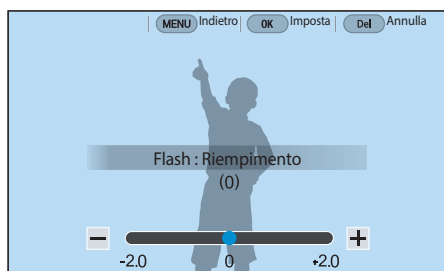 MENU Indietro OK Imposta Del Annulla
Flash : Riempimento
(0)
− +
-2.0 0 +2.0